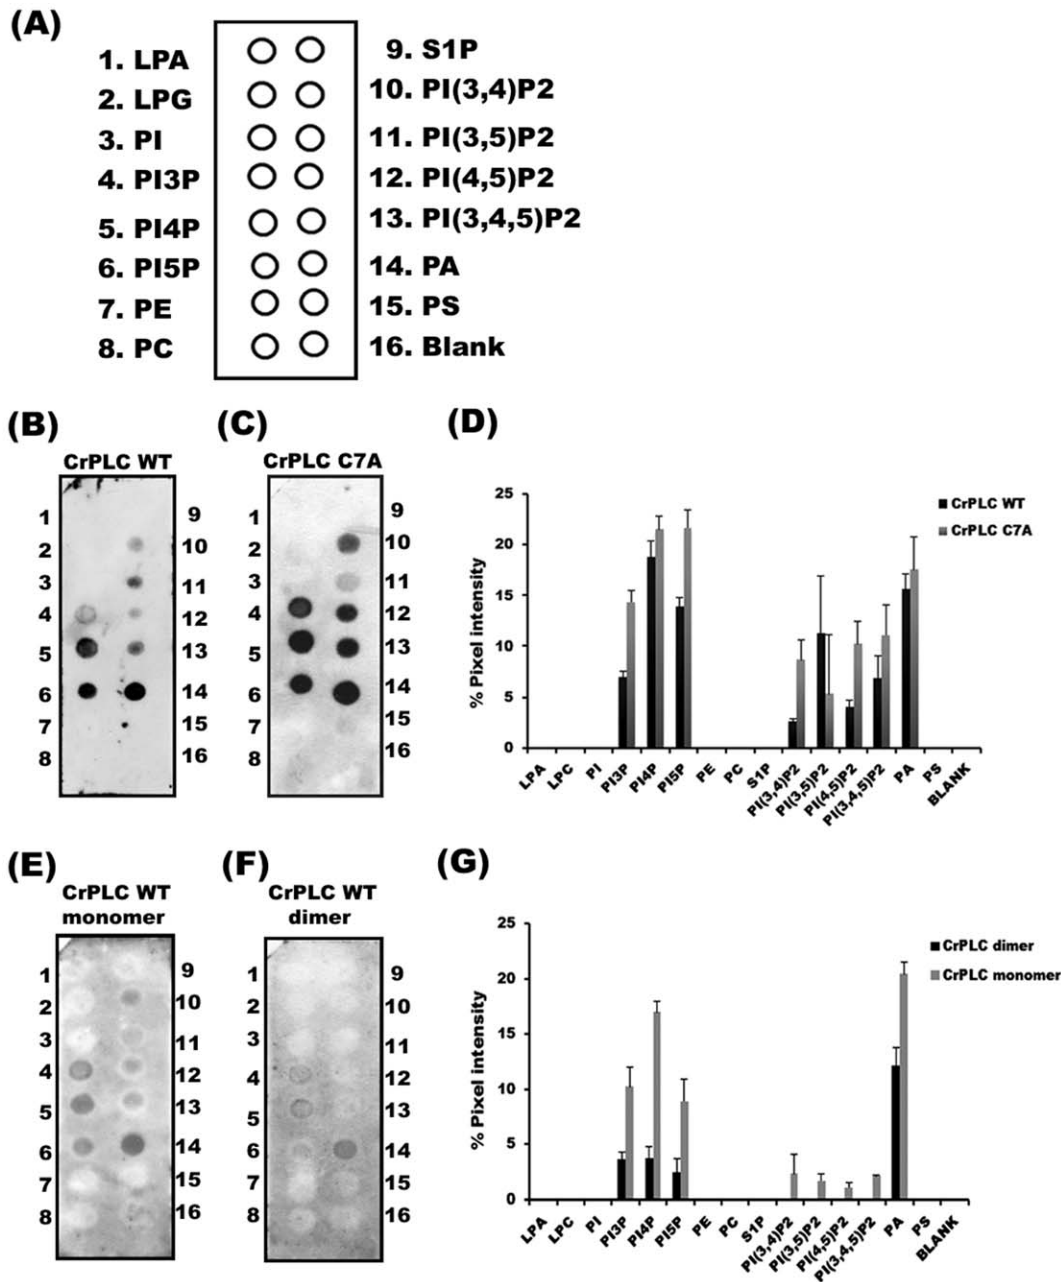 (A)
1. LPA
2. LPG
3. PI
4. PI3P
5. PI4P
6. PI5P
7. PE
8. PC
9. S1P
10. PI(3,4)P2
11. PI(3,5)P2
12. PI(4,5)P2
13. PI(3,4,5)P2
14. PA
15. PS
16. Blank
(B)
CrPLC WT
1
2
3
4
5
6
7
8
9
10
11
12
13
14
15
16
(C)
CrPLC C7A
1
2
3
4
5
6
7
8
9
10
11
12
13
14
15
16
(D)
% Pixel intensity
25
20
15
10
5
0
CrPLC WT
CrPLC C7A
LPA
LPC
PI
PI3P
PI4P
PI5P
PE
PC
S1P
PI(3,4)P2
PI(3,5)P2
PI(4,5)P2
PI(3,4,5)P2
PA
PS
BLANK
(E)
CrPLC WT
monomer
1
2
3
4
5
6
7
8
9
10
11
12
13
14
15
16
(F)
CrPLC WT
dimer
1
2
3
4
5
6
7
8
9
10
11
12
13
14
15
16
(G)
% Pixel intensity
25
20
15
10
5
0
CrPLC dimer
CrPLC monomer
LPA
LPC
PI
PI3P
PI4P
PI5P
PE
PC
S1P
PI(3,4)P2
PI(3,5)P2
PI(4,5)P2
PI(3,4,5)P2
PA
PS
BLANK